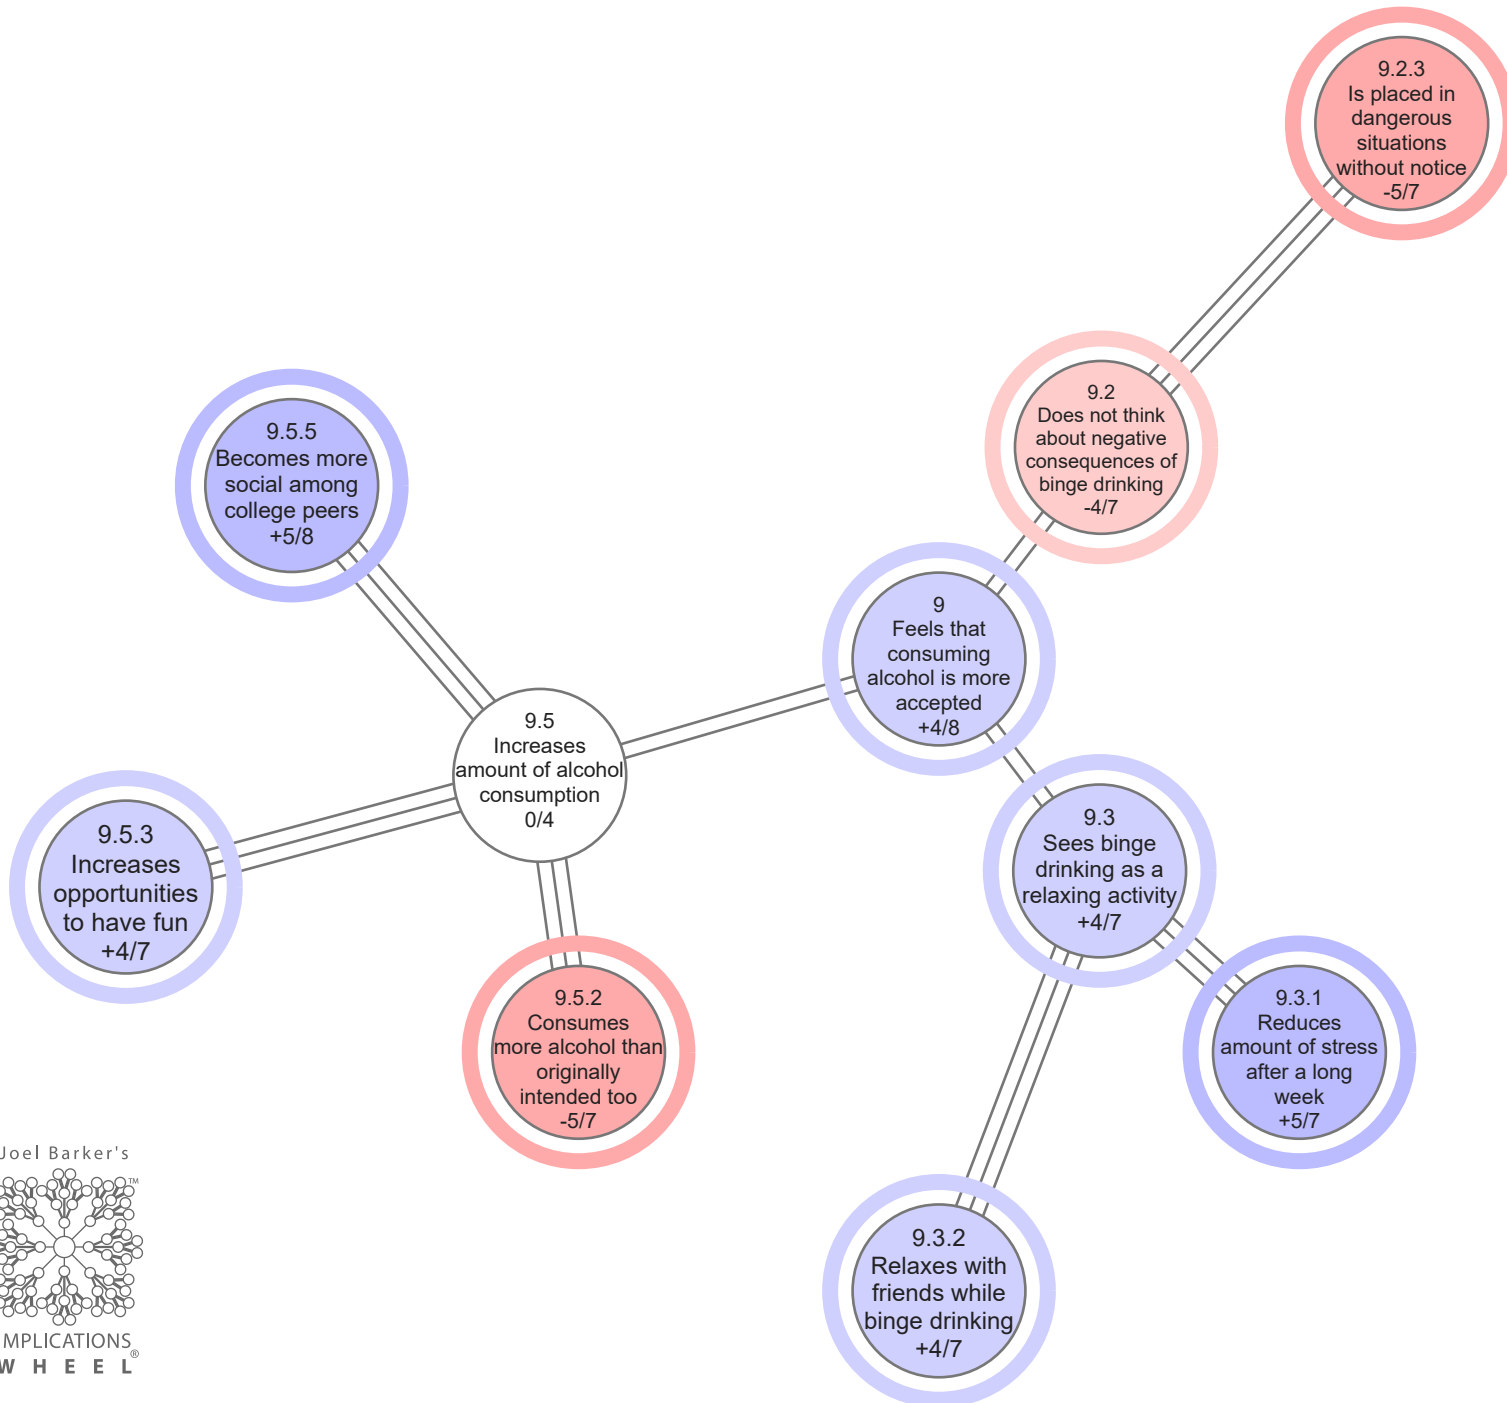 9.2.3
Is placed in
dangerous
situations
without notice
-5/7
9.2
Does not think
about negative
consequences of
binge drinking
-4/7
9.5.5
Becomes more
social among
college peers
+5/8
9
Feels that
consuming
alcohol is more
accepted
+4/8
9.5
Increases
amount of alcohol
consumption
0/4
9.3
Sees binge
drinking as a
relaxing activity
+4/7
9.5.3
Increases
opportunities
to have fun
+4/7
9.5.2
Consumes
more alcohol than
originally
intended too
-5/7
9.3.1
Reduces
amount of stress
after a long
week
+5/7
9.3.2
Relaxes with
friends while
binge drinking
+4/7
Joel Barker's
TM
MPLICATIONS
WHEEL®